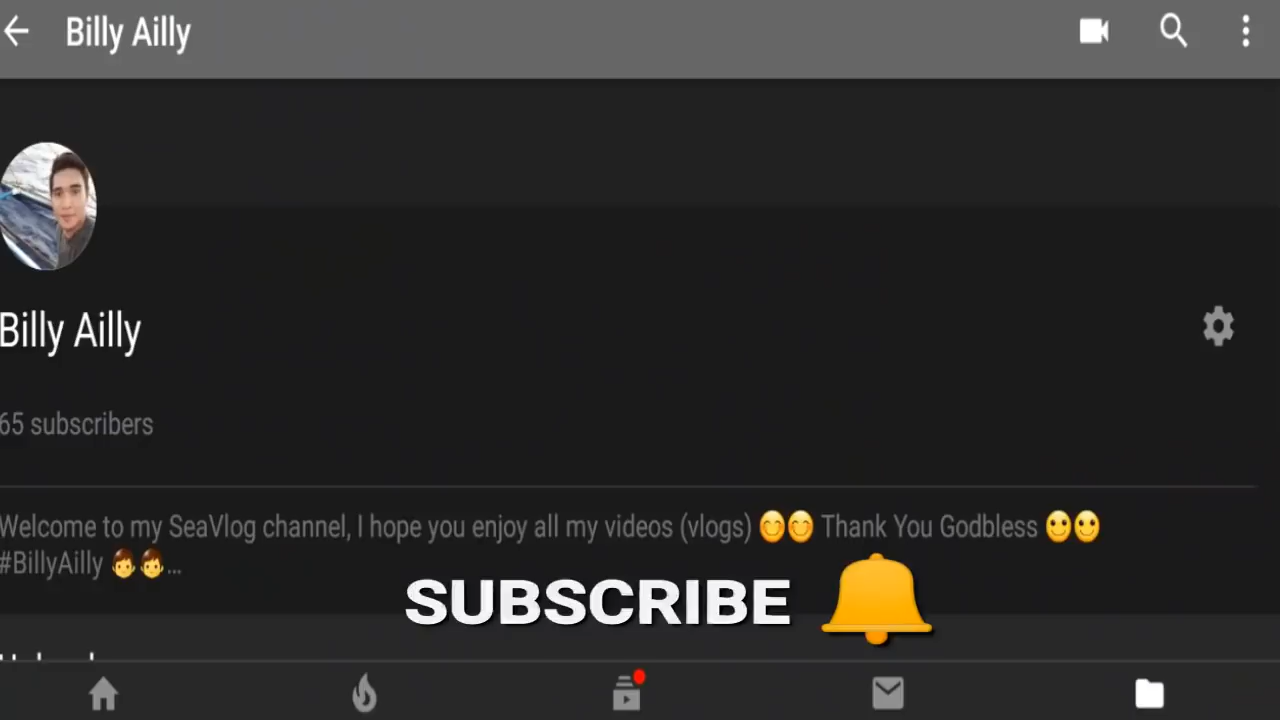 Billy Ailly
Billy Ailly
65 subscribers
Welcome to my SeaVlog channel, I hope you enjoy all my videos (vlogs) 😊😊 Thank You Godbless 🙂🙂
#BillyAilly 👦👦...
SUBSCRIBE 🔔